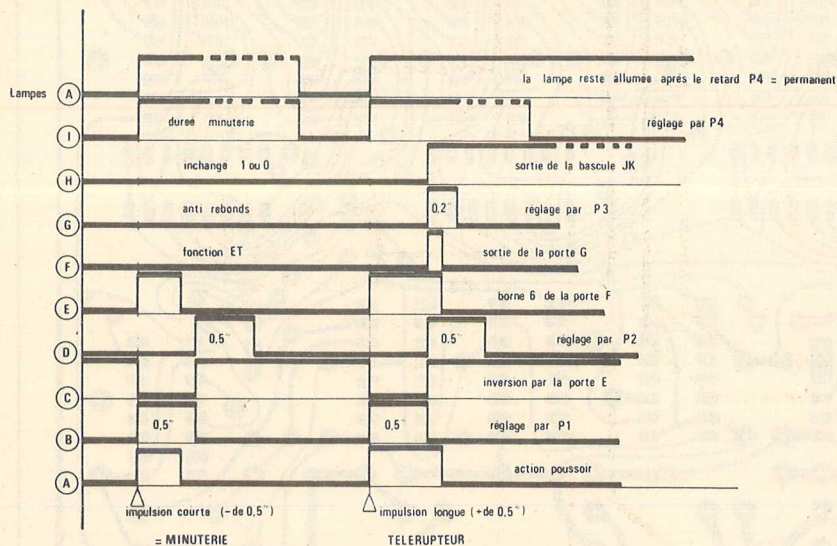 la lampe reste allumée aprés le retard P4 = permanent
Lampes
A
durée minuterie
réglage par P4
I
inchangé 1 ou 0
sortie de la bascule JK
H
anti rebonds
0,2"
réglage par P3
G
fonction ET
sortie de la porte G
F
borne 6 de la porte F
E
0,5"
0,5"
réglage par P2
D
inversion par la porte E
C
0,5"
0,5"
réglage par P1
B
action poussoir
A
impulsion courte (-de 0,5")
impulsion longue (+de 0,5")
= MINUTERIE
TELERUPTEUR